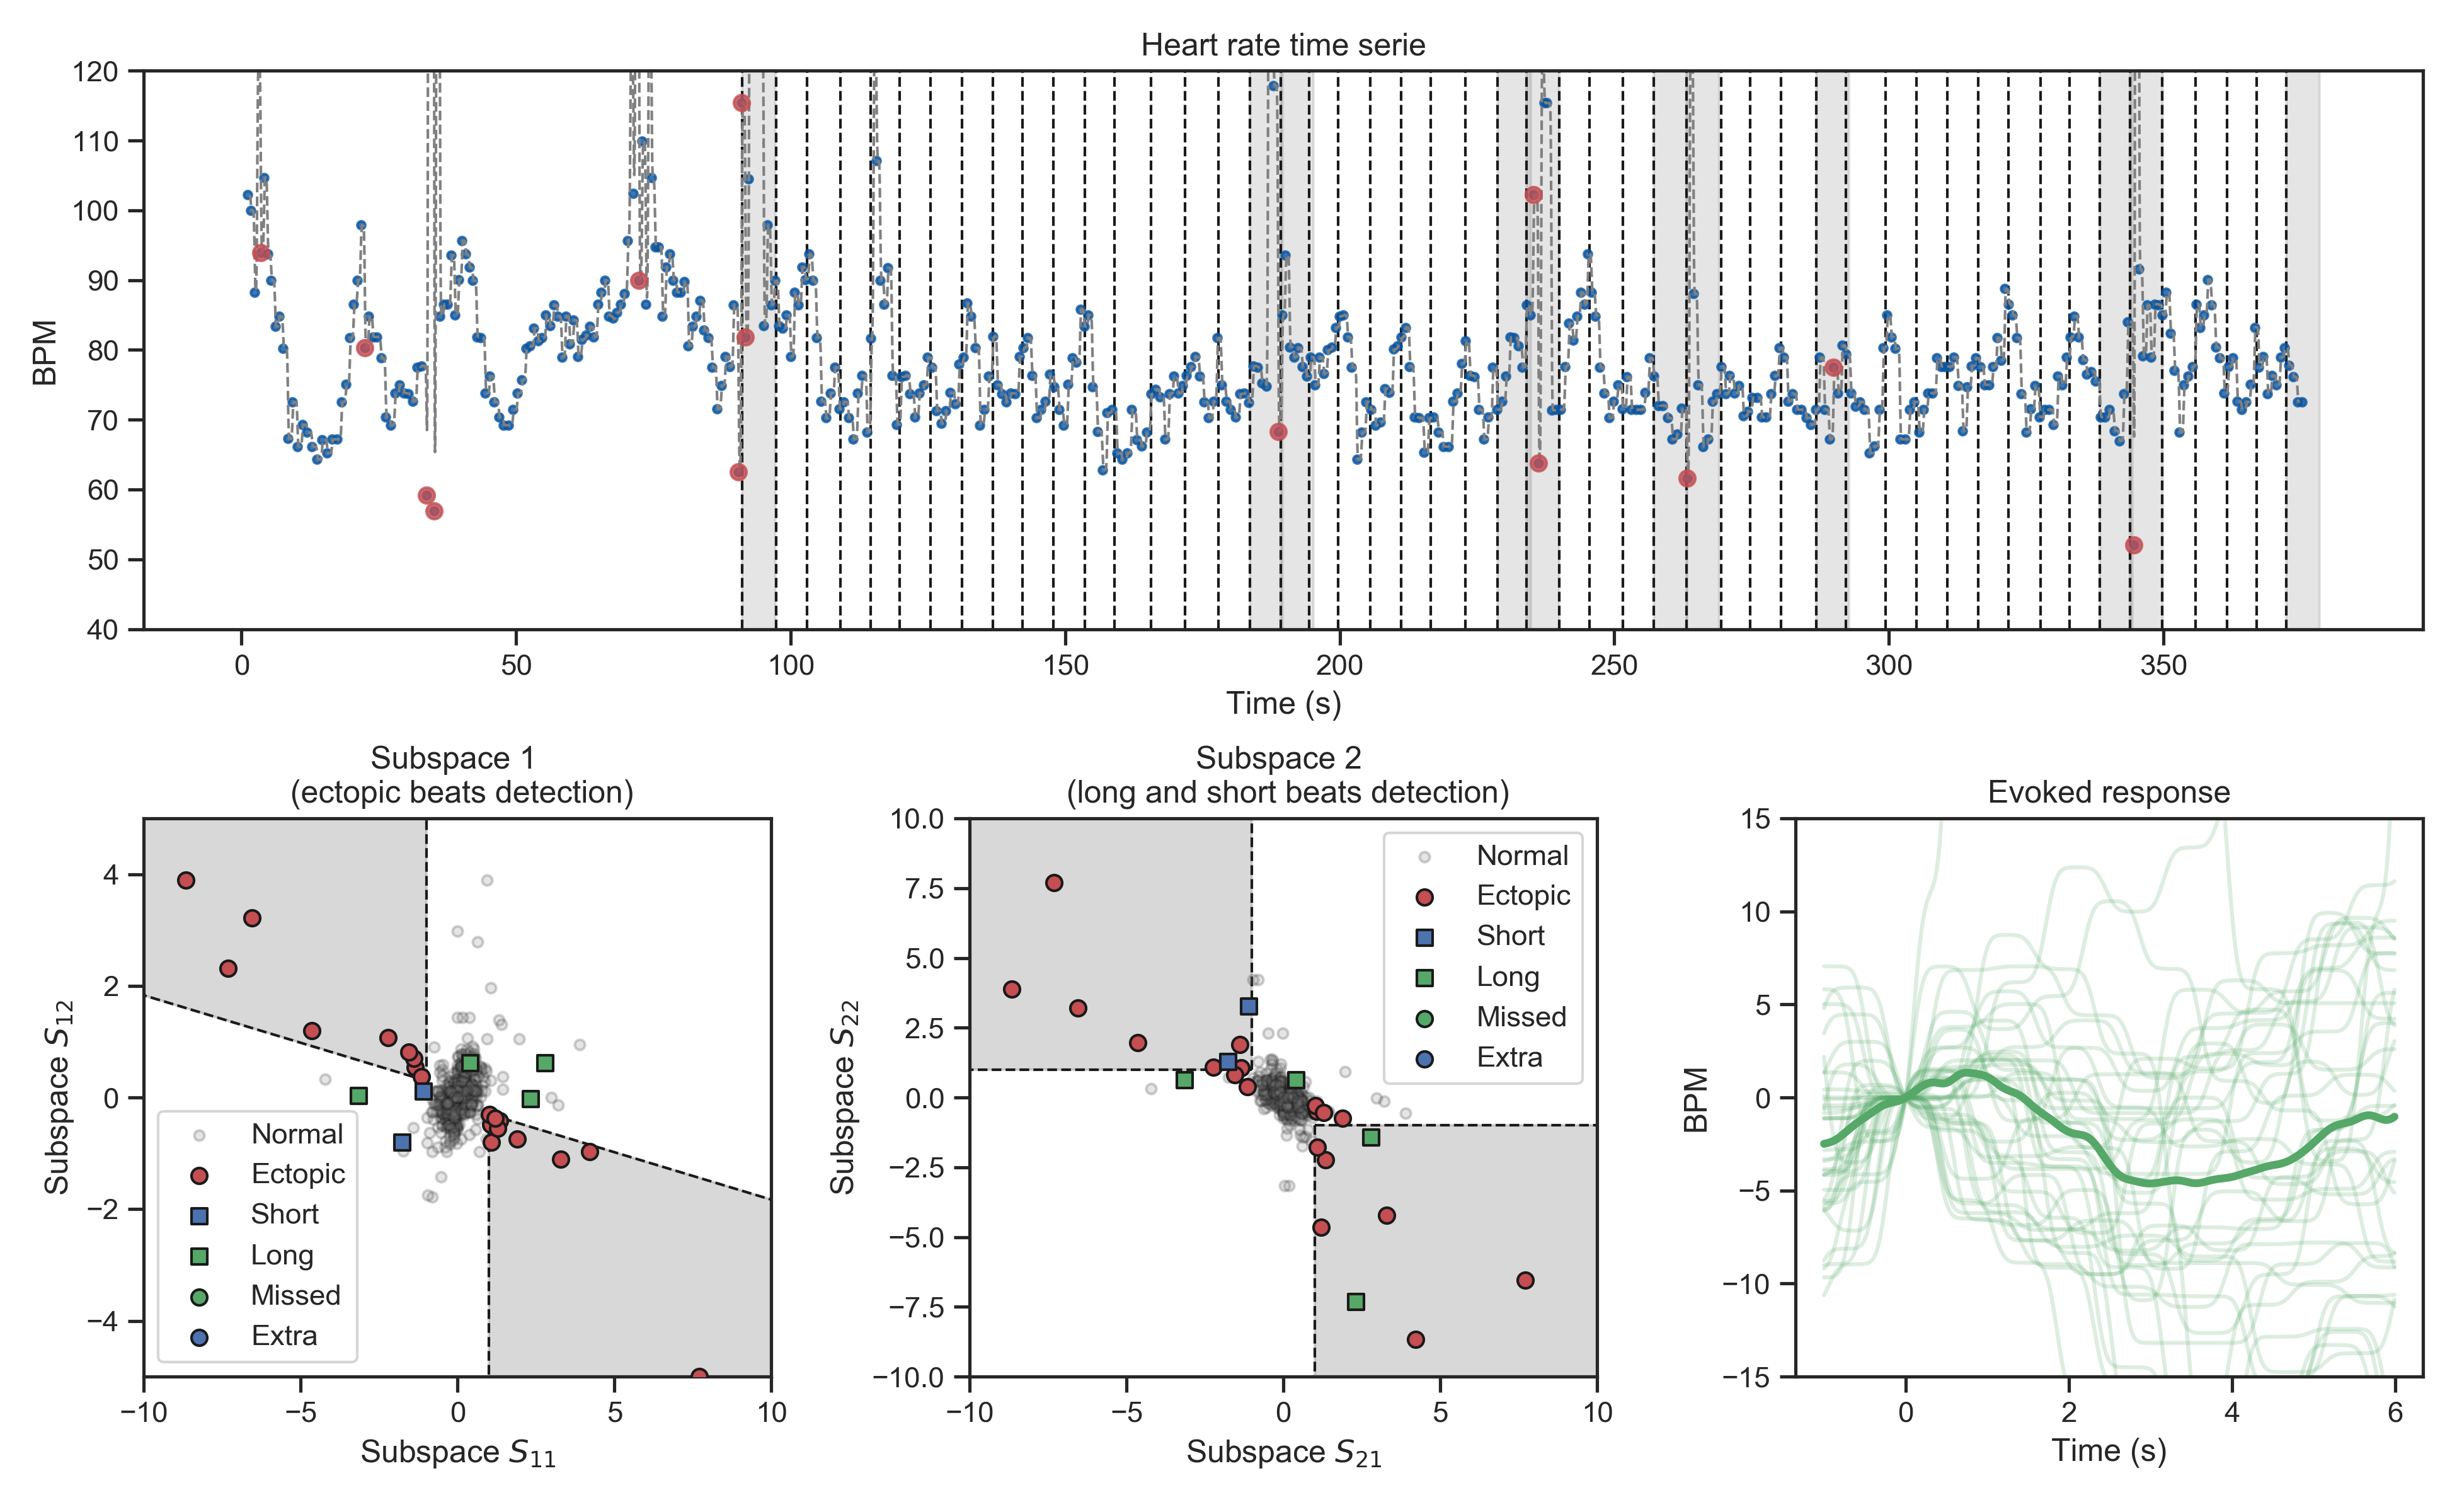 Heart rate time serie
120
110
100
90
80
70
60
50
40
BPM
0 50 100 150 200 250 300 350
Time (s)
Subspace 1
(ectopic beats detection)
4
2
0
−2
−4
Subspace S12
Normal
Ectopic
Short
Long
Missed
Extra
−10 −5 0 5 10
Subspace S11
Subspace 2
(long and short beats detection)
10.0
7.5
5.0
2.5
0.0
−2.5
−5.0
−7.5
−10.0
Subspace S22
Normal
Ectopic
Short
Long
Missed
Extra
−10 −5 0 5 10
Subspace S21
Evoked response
15
10
5
0
−5
−10
−15
BPM
0 2 4 6
Time (s)